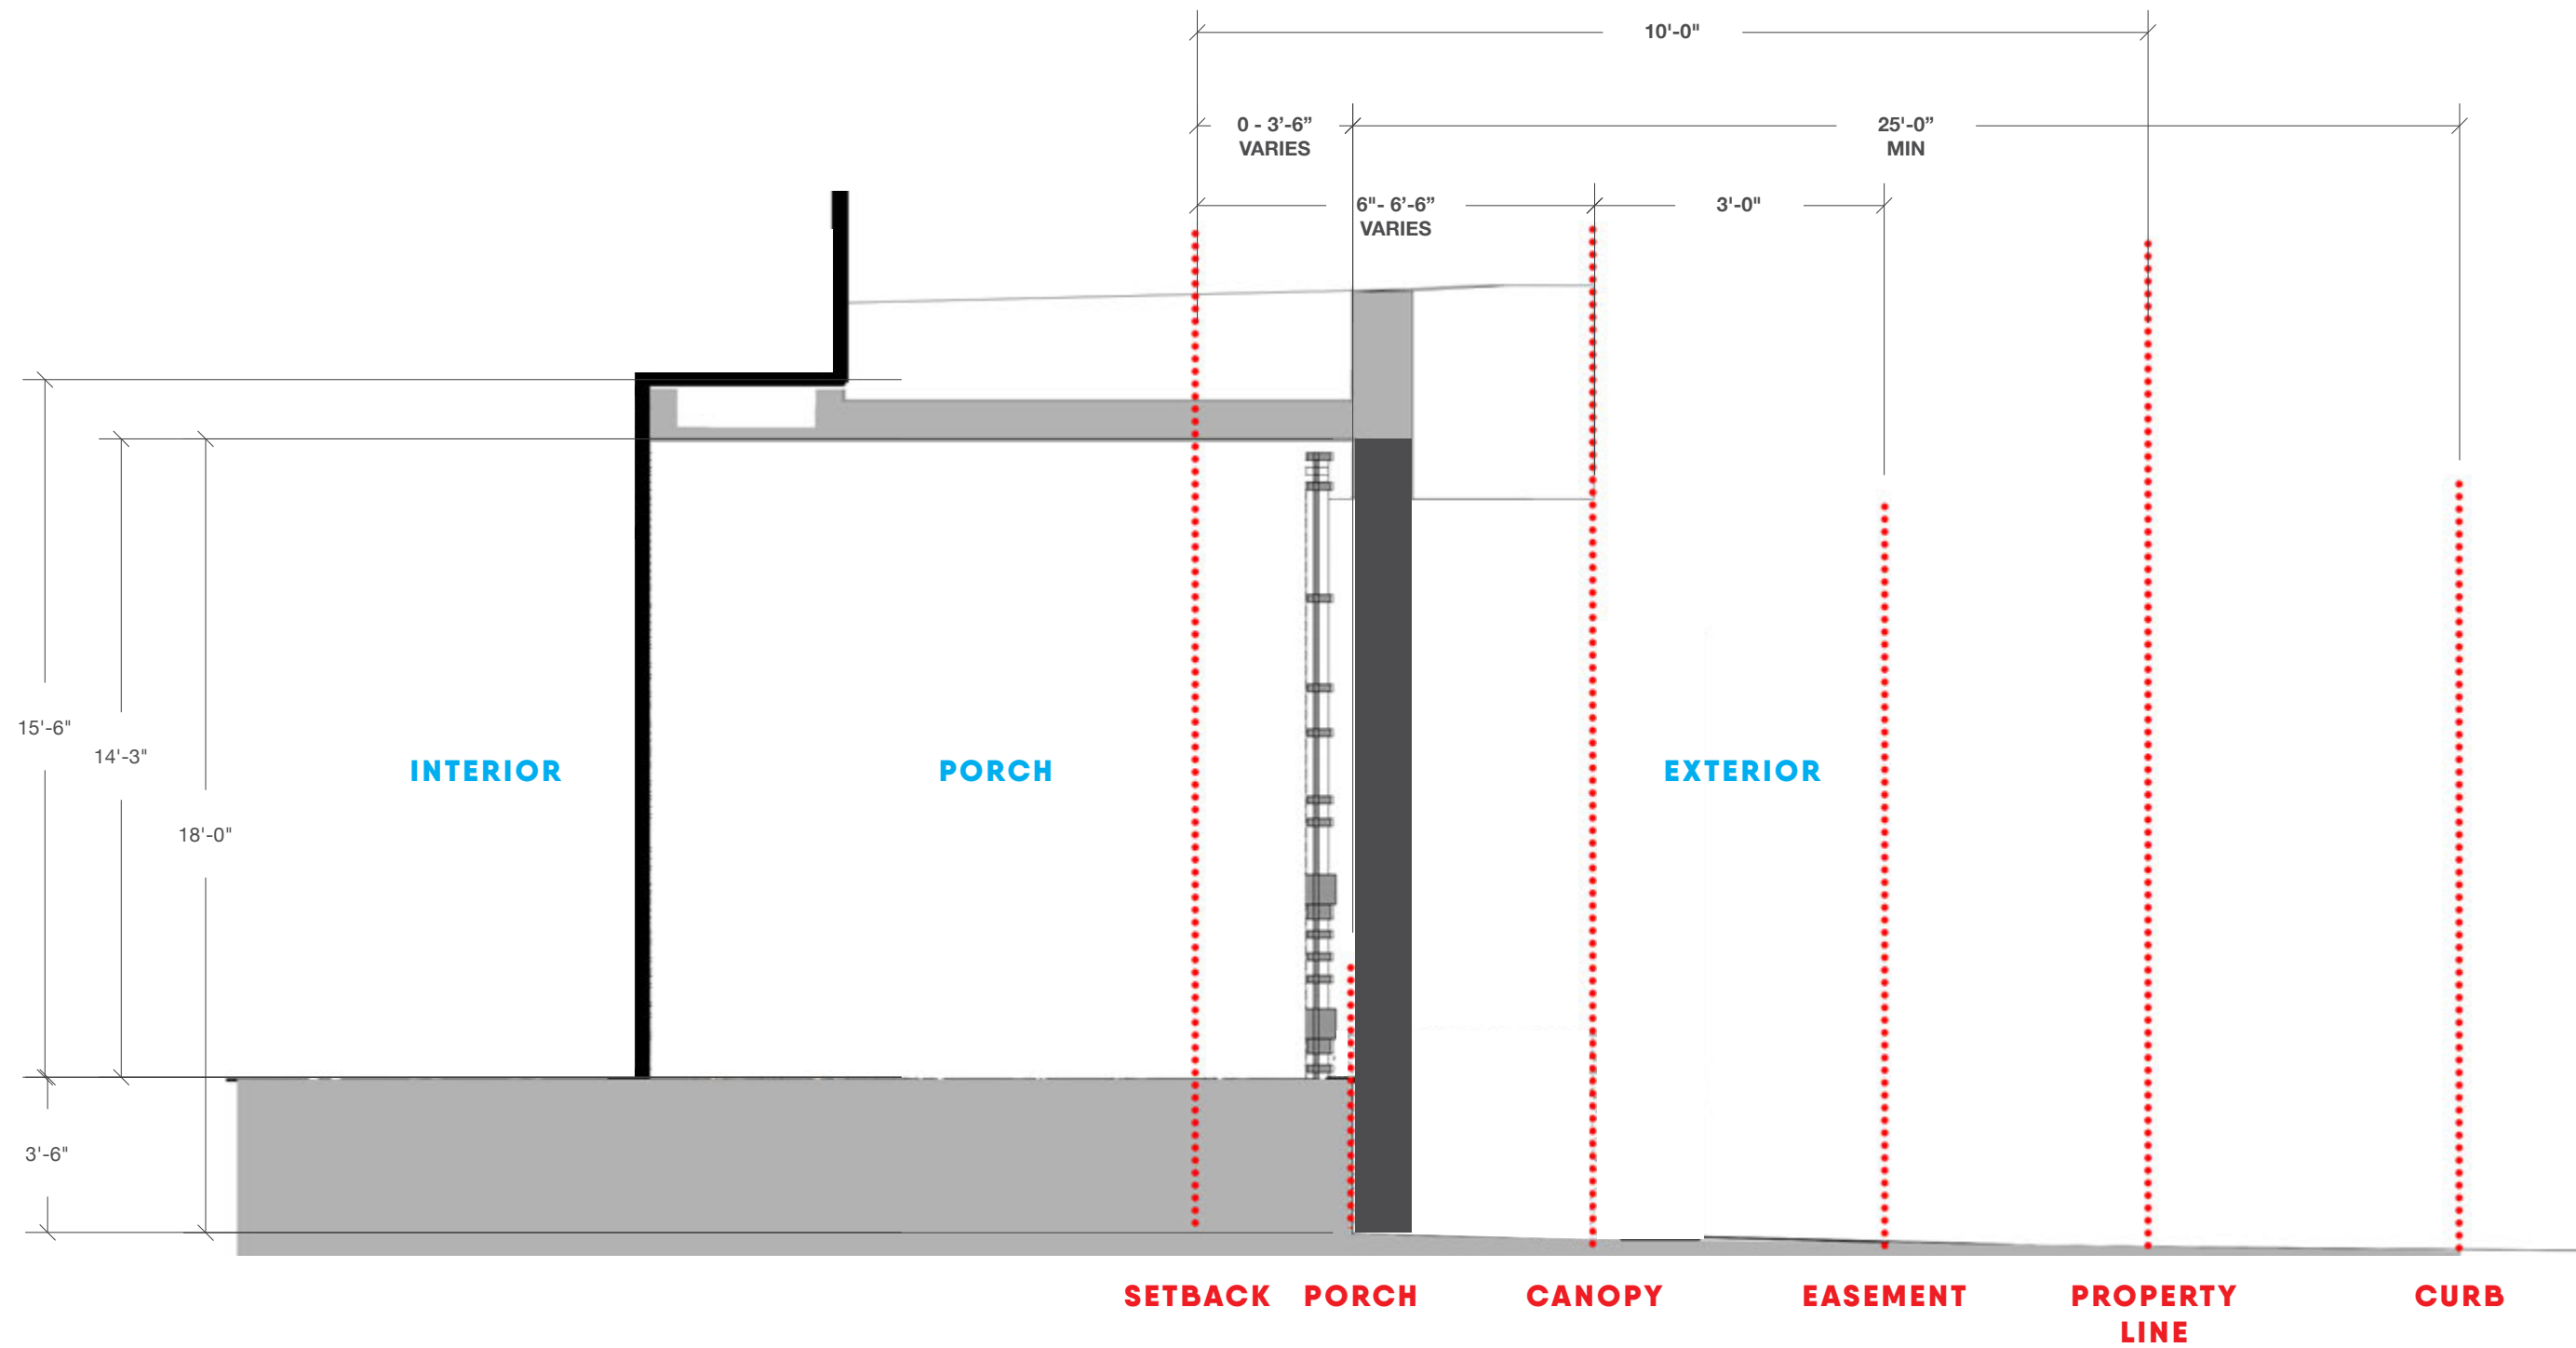 10'-0"
0 - 3’-6”
VARIES
25'-0”
MIN
6"- 6’-6”
VARIES
3'-0"
15'-6"
14'-3"
18'-0"
INTERIOR
PORCH
EXTERIOR
3'-6"
SETBACK
PORCH
CANOPY
EASEMENT
PROPERTY
LINE
CURB